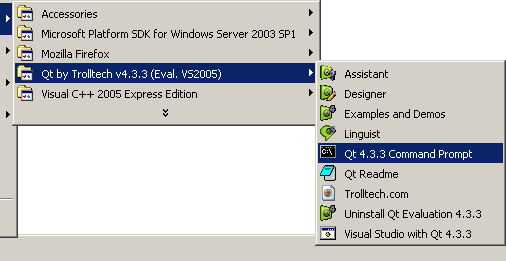 Accessories
Microsoft Platform SDK for Windows Server 2003 SP1
Mozilla Firefox
Qt by Trolltech v4.3.3 (Eval. VS2005)
Visual C++ 2005 Express Edition
Assistant
Designer
Examples and Demos
Linguist
C:\ Qt 4.3.3 Command Prompt
Qt Readme
Trolltech.com
Uninstall Qt Evaluation 4.3.3
Visual Studio with Qt 4.3.3